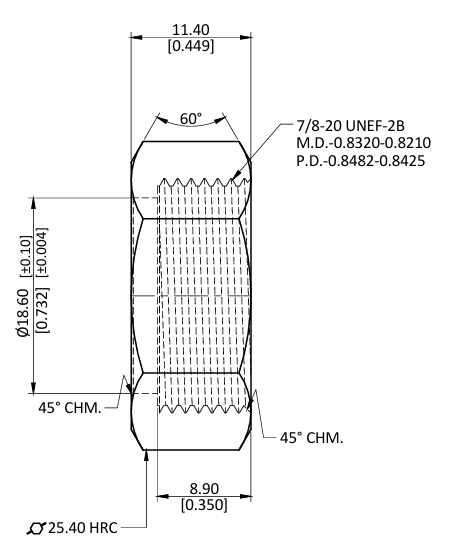 11.40
[0.449]
60°
7/8-20 UNEF-2B
M.D.-0.8320-0.8210
P.D.-0.8482-0.8425
Ø18.60 [±0.10]
[0.732] [±0.004]
45° CHM.
45° CHM.
8.90
[0.350]
25.40 HRC